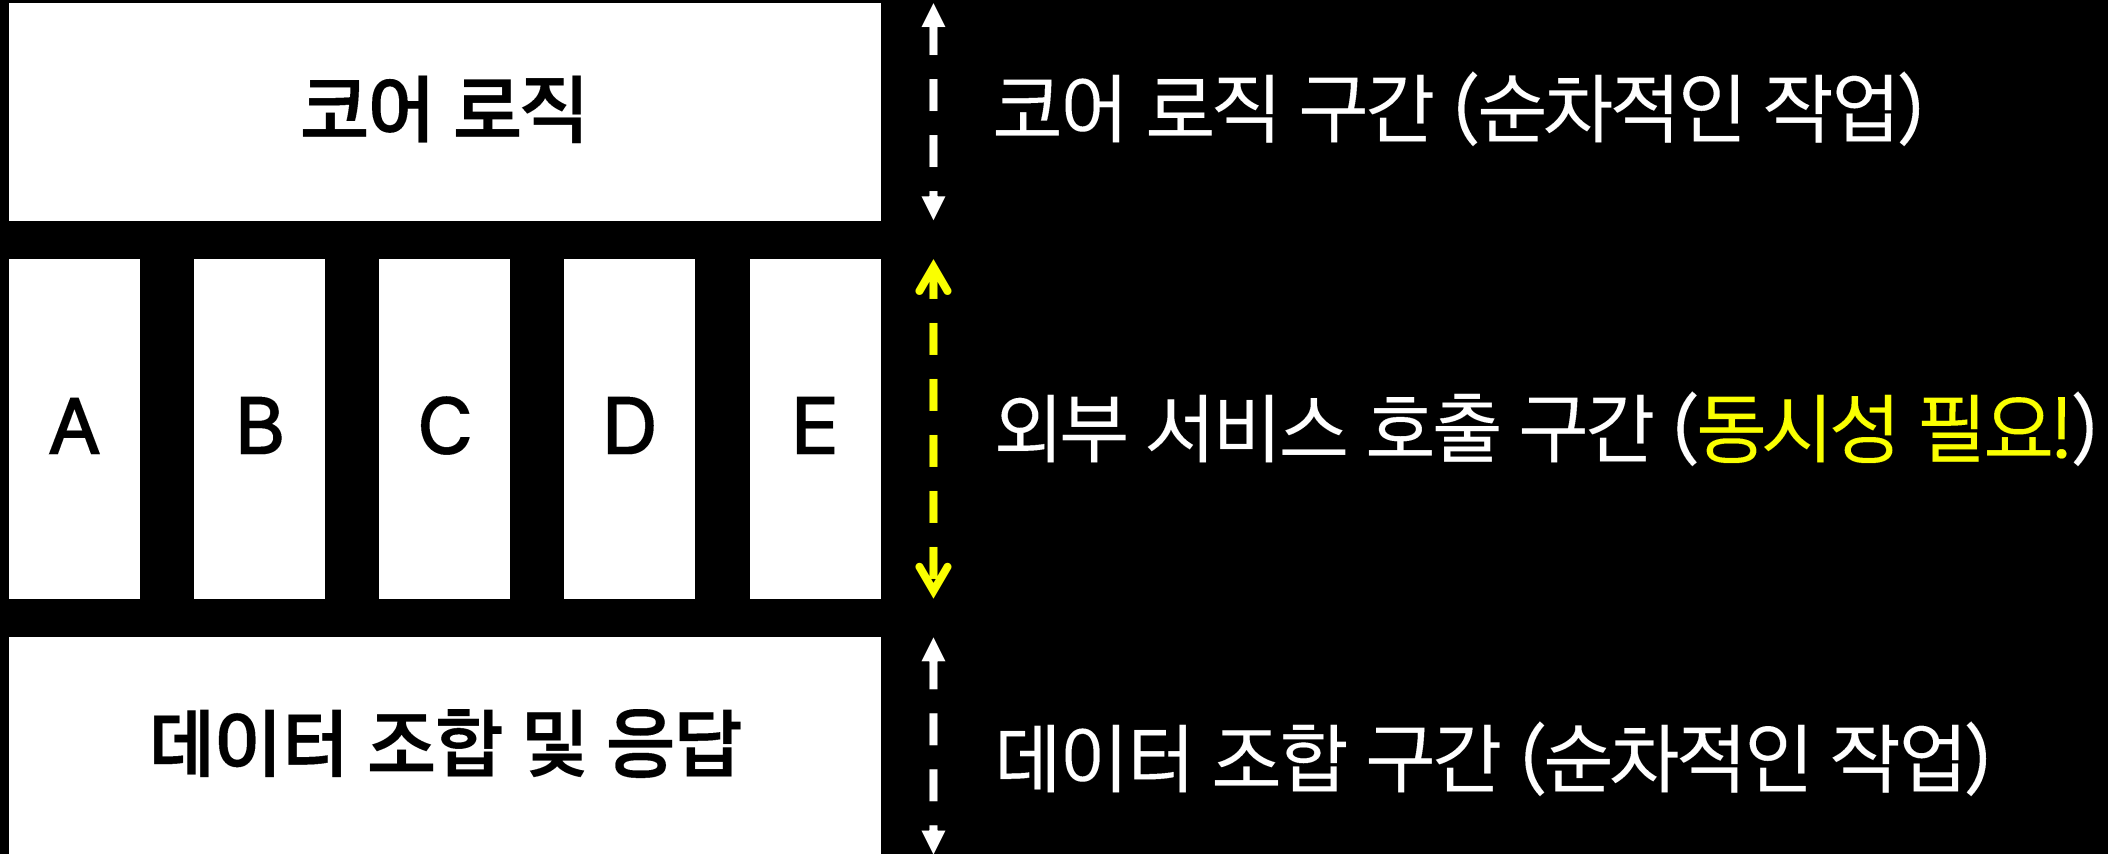 코어 로직
코어 로직 구간 (순차적인 작업)
A
B
C
D
E
외부 서비스 호출 구간 (동시성 필요!)
데이터 조합 및 응답
데이터 조합 구간 (순차적인 작업)